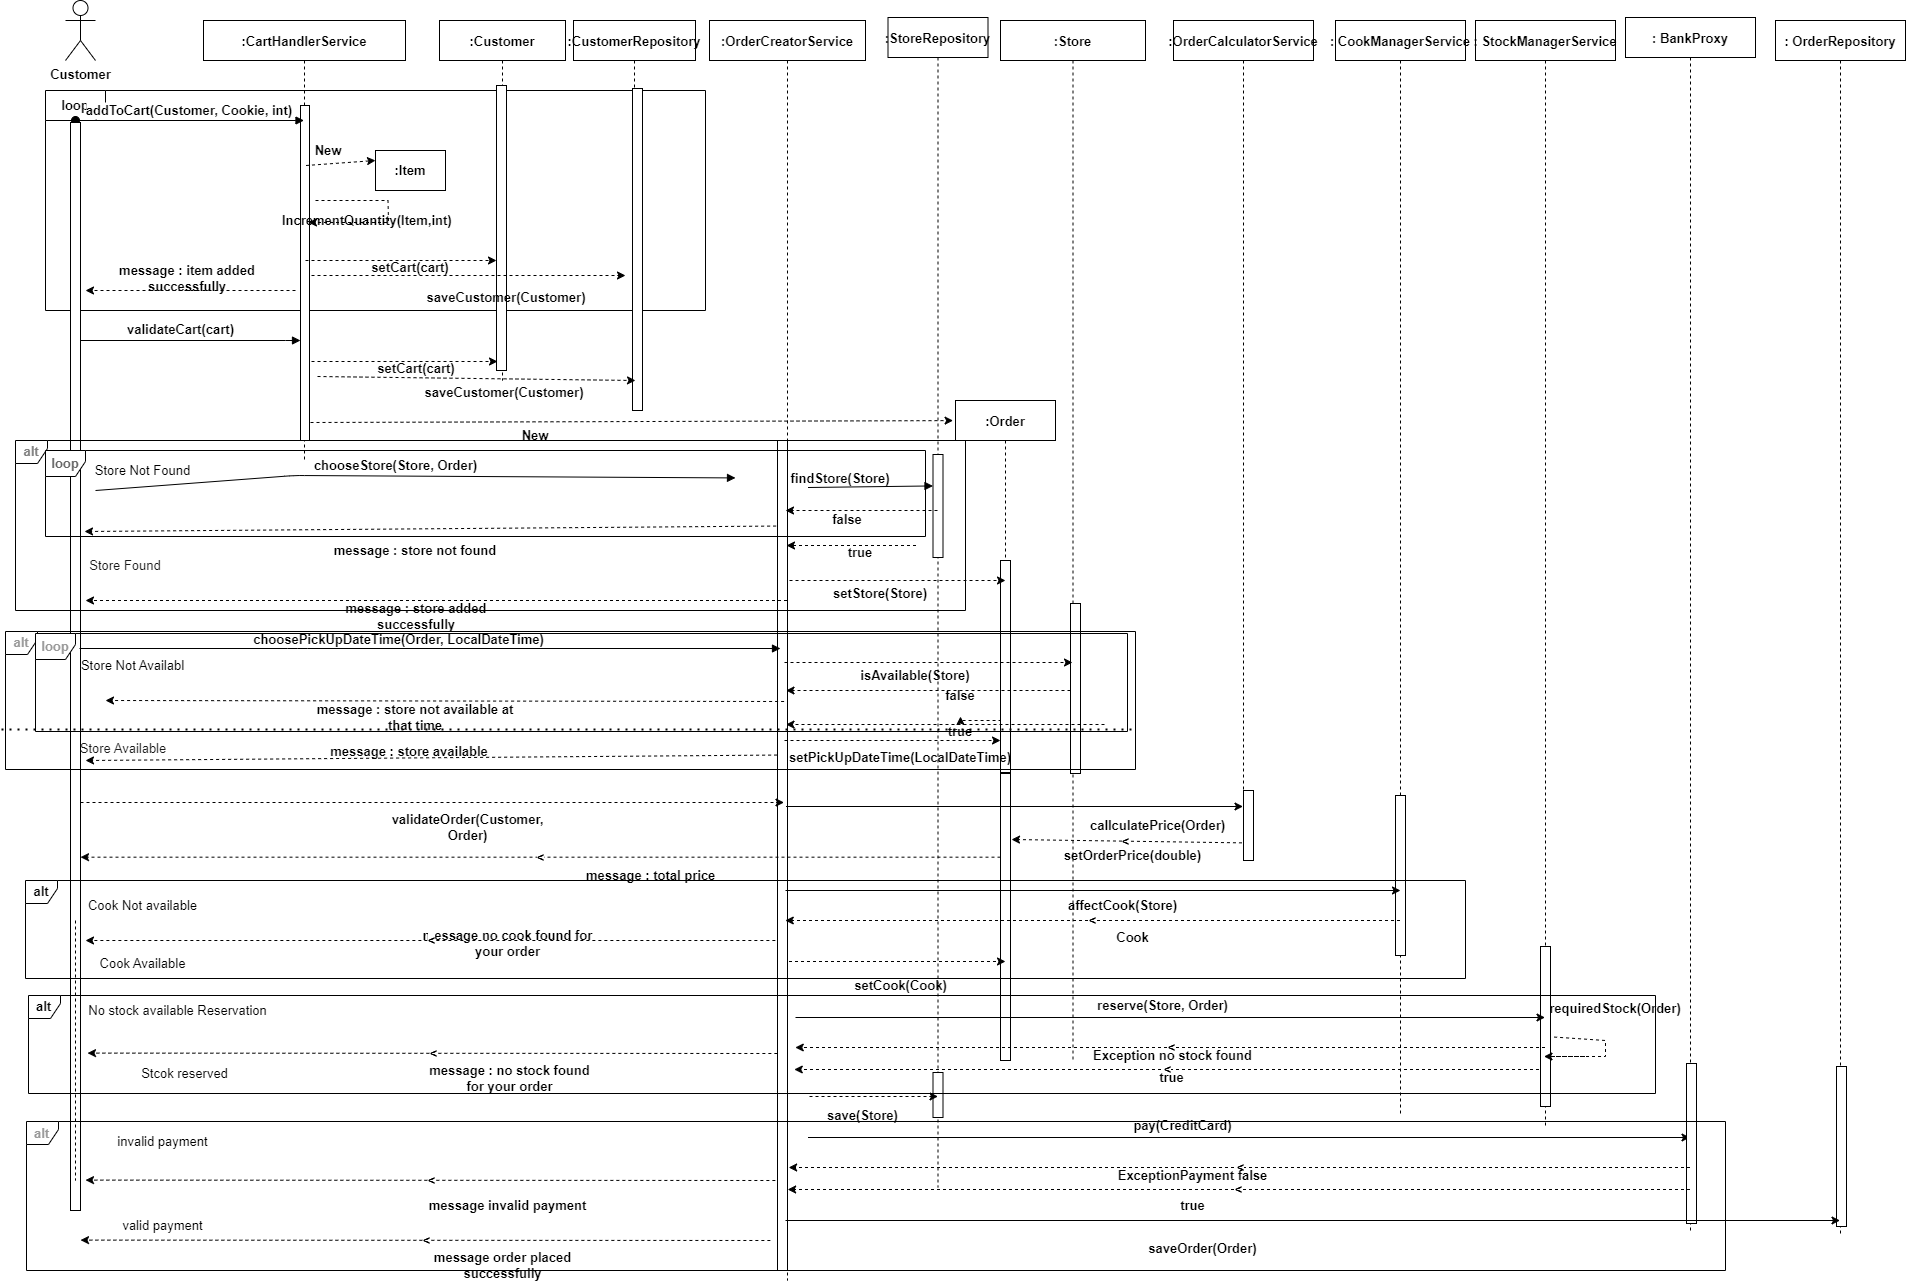 Customer
:CartHandlerService
:Customer
:CustomerRepository
:OrderCreatorService
:StoreRepository
:Store
:OrderCalculatorService
: CookManagerService
: StockManagerService
: BankProxy
: OrderRepository
loop
addToCart(Customer, Cookie, int)
New
:Item
IncrementQuantity(Item,int)
setCart(cart)
message : item added
successfully
saveCustomer(Customer)
validateCart(cart)
setCart(cart)
saveCustomer(Customer)
:Order
New
alt
loop
Store Not Found
chooseStore(Store, Order)
findStore(Store)
false
message : store not found
true
Store Found
setStore(Store)
message : store added
successfully
alt
loop
choosePickUpDateTime(Order, LocalDateTime)
Store Not Availabl
isAvailable(Store)
false
message : store not available at
that time
true
Store Available
message : store available
setPickUpDateTime(LocalDateTime)
validateOrder(Customer,
Order)
callculatePrice(Order)
setOrderPrice(double)
message : total price
alt
Cook Not available
affectCook(Store)
essage no cook found for
your order
Cook
Cook Available
setCook(Cook)
alt
No stock available Reservation
reserve(Store, Order)
requiredStock(Order)
Exception no stock found
Stcok reserved
message : no stock found
for your order
true
save(Store)
alt
invalid payment
pay(CreditCard)
ExceptionPayment false
message invalid payment
true
valid payment
saveOrder(Order)
message order placed
successfully